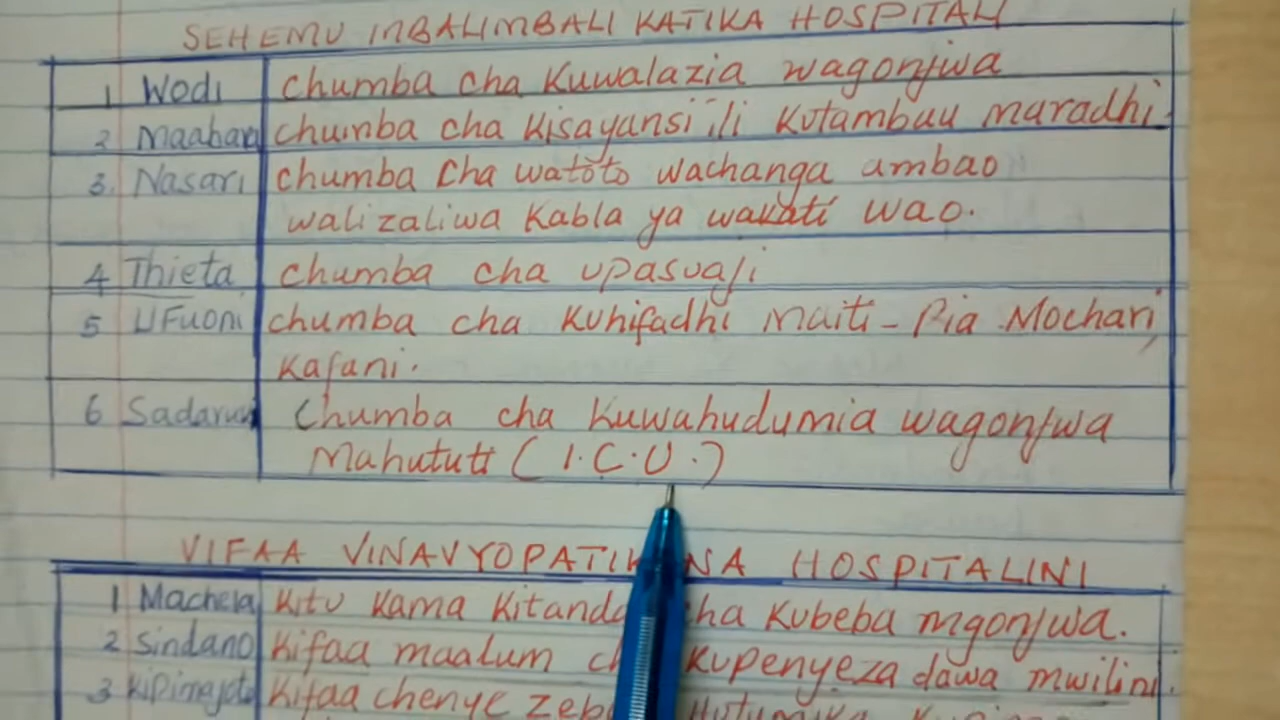 SEHEMU MBALIMBALI KATIKA HOSPITALI
1 Wodi chumba cha kuwalazia wagonjwa
2 Maabara chumba cha kisayansi ili kutambua maradhi.
3. Nasari chumba cha watoto wachanga ambao
walizaliwa kabla ya wakati wao.
4 Thieta chumba cha upasuaji
5 Ufuoni chumba cha kuhifadhi maiti - Pia Mochari,
kafani.
6 chumba cha kuwahudumia wagonjwa
mahututi (I.C.U.)
VIFAA HOSPITALINI
1 Machela kitu kama kitanda cha kubeba mgonjwa.
2 Sindano kifaa maalum kupenyeza dawa mwilini.
3 kifaa chenye